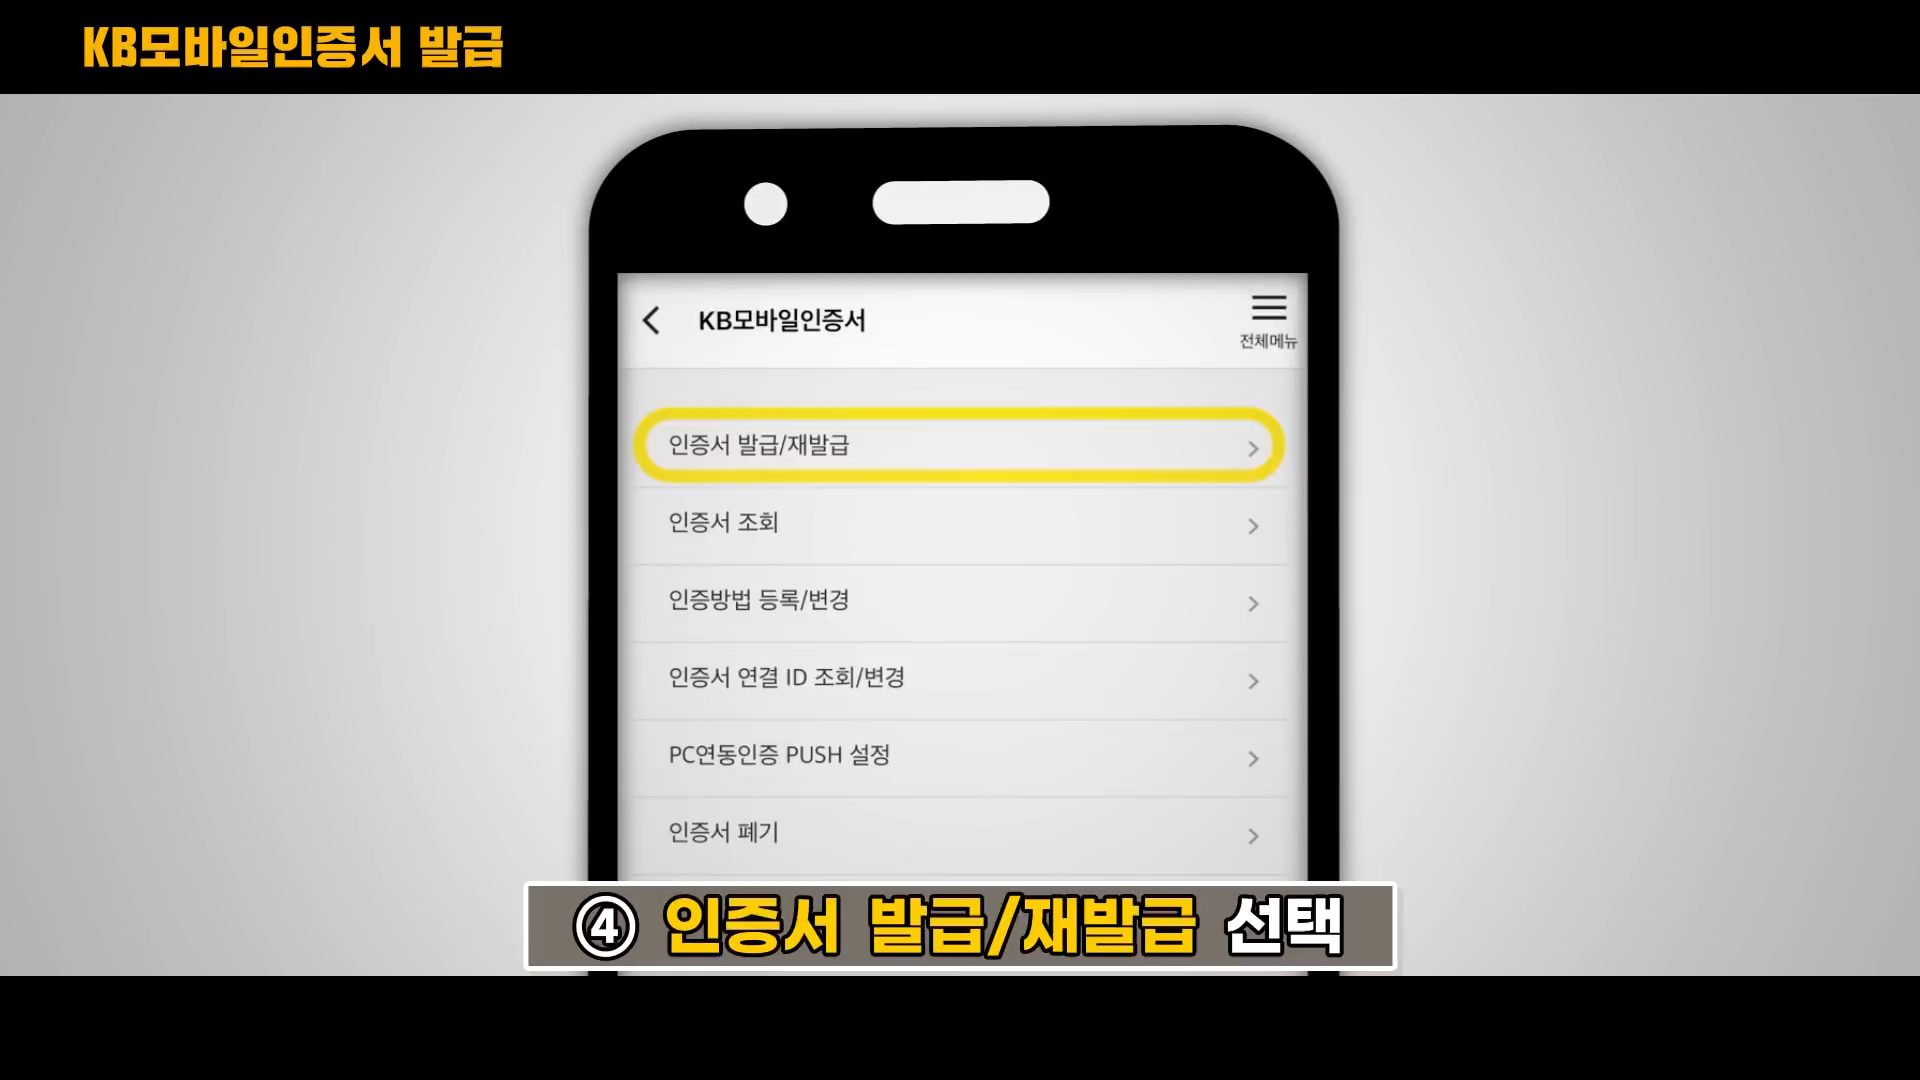 KB모바일인증서 발급
KB모바일인증서
전체메뉴
인증서 발급/재발급
인증서 조회
인증방법 등록/변경
인증서 연결 ID 조회/변경
PC연동인증 PUSH 설정
인증서 폐기
④ 인증서 발급/재발급 선택